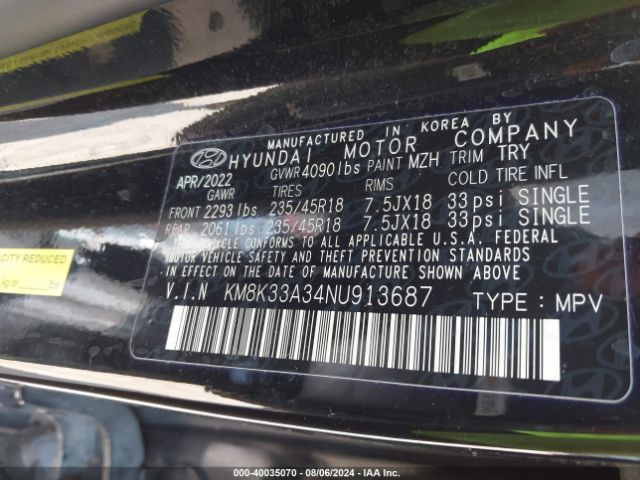 MANUFACTURED IN KOREA BY
HYUNDAI MOTOR COMPANY
APR/2022 GVWR 4090 lbs PAINT MZH TRIM TRY
GAWR TIRES RIMS COLD TIRE INFL
FRONT 2293 lbs 235/45R18 7.5JX18 33 psi SINGLE
REAR 2061 lbs 235/45R18 7.5JX18 33 psi SINGLE
THIS VEHICLE CONFORMS TO ALL APPLICABLE U.S.A. FEDERAL
MOTOR VEHICLE SAFETY AND THEFT PREVENTION STANDARDS
IN EFFECT ON THE DATE OF MANUFACTURE SHOWN ABOVE.
V.I.N KM8K33A34NU913687 TYPE : MPV
CITY REDUCED
kg or lbs
000-40035070 - 08/06/2024 - IAA Inc.